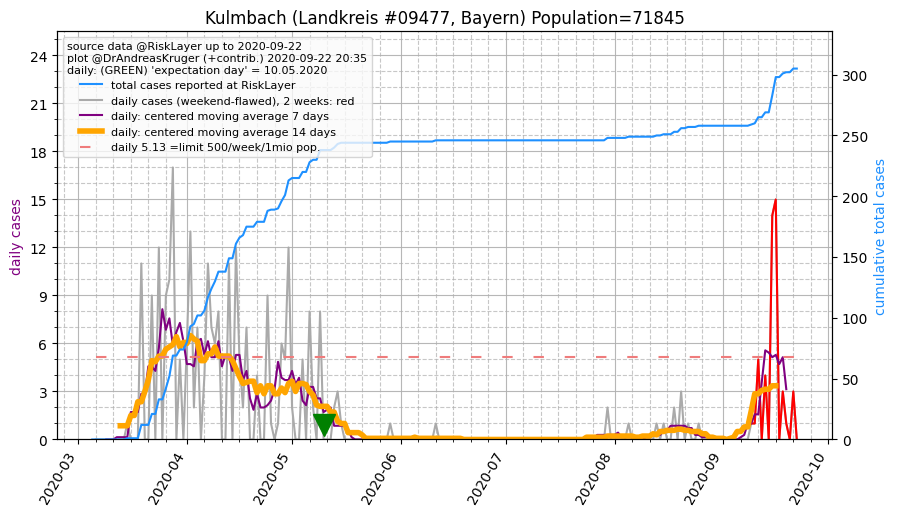 Kulmbach (Landkreis #09477, Bayern) Population=71845
source data @RiskLayer up to 2020-09-22
plot @DrAndreasKruger (+contrib.) 2020-09-22 20:35
daily: (GREEN) 'expectation day' = 10.05.2020
total cases reported at RiskLayer
daily cases (weekend-flawed), 2 weeks: red
daily: centered moving average 7 days
daily: centered moving average 14 days
daily 5.13 =limit 500/week/1mio pop.
daily cases
24
21
18
15
12
9
6
3
0
cumulative total cases
300
250
200
150
100
50
0
2020-03
2020-04
2020-05
2020-06
2020-07
2020-08
2020-09
2020-10